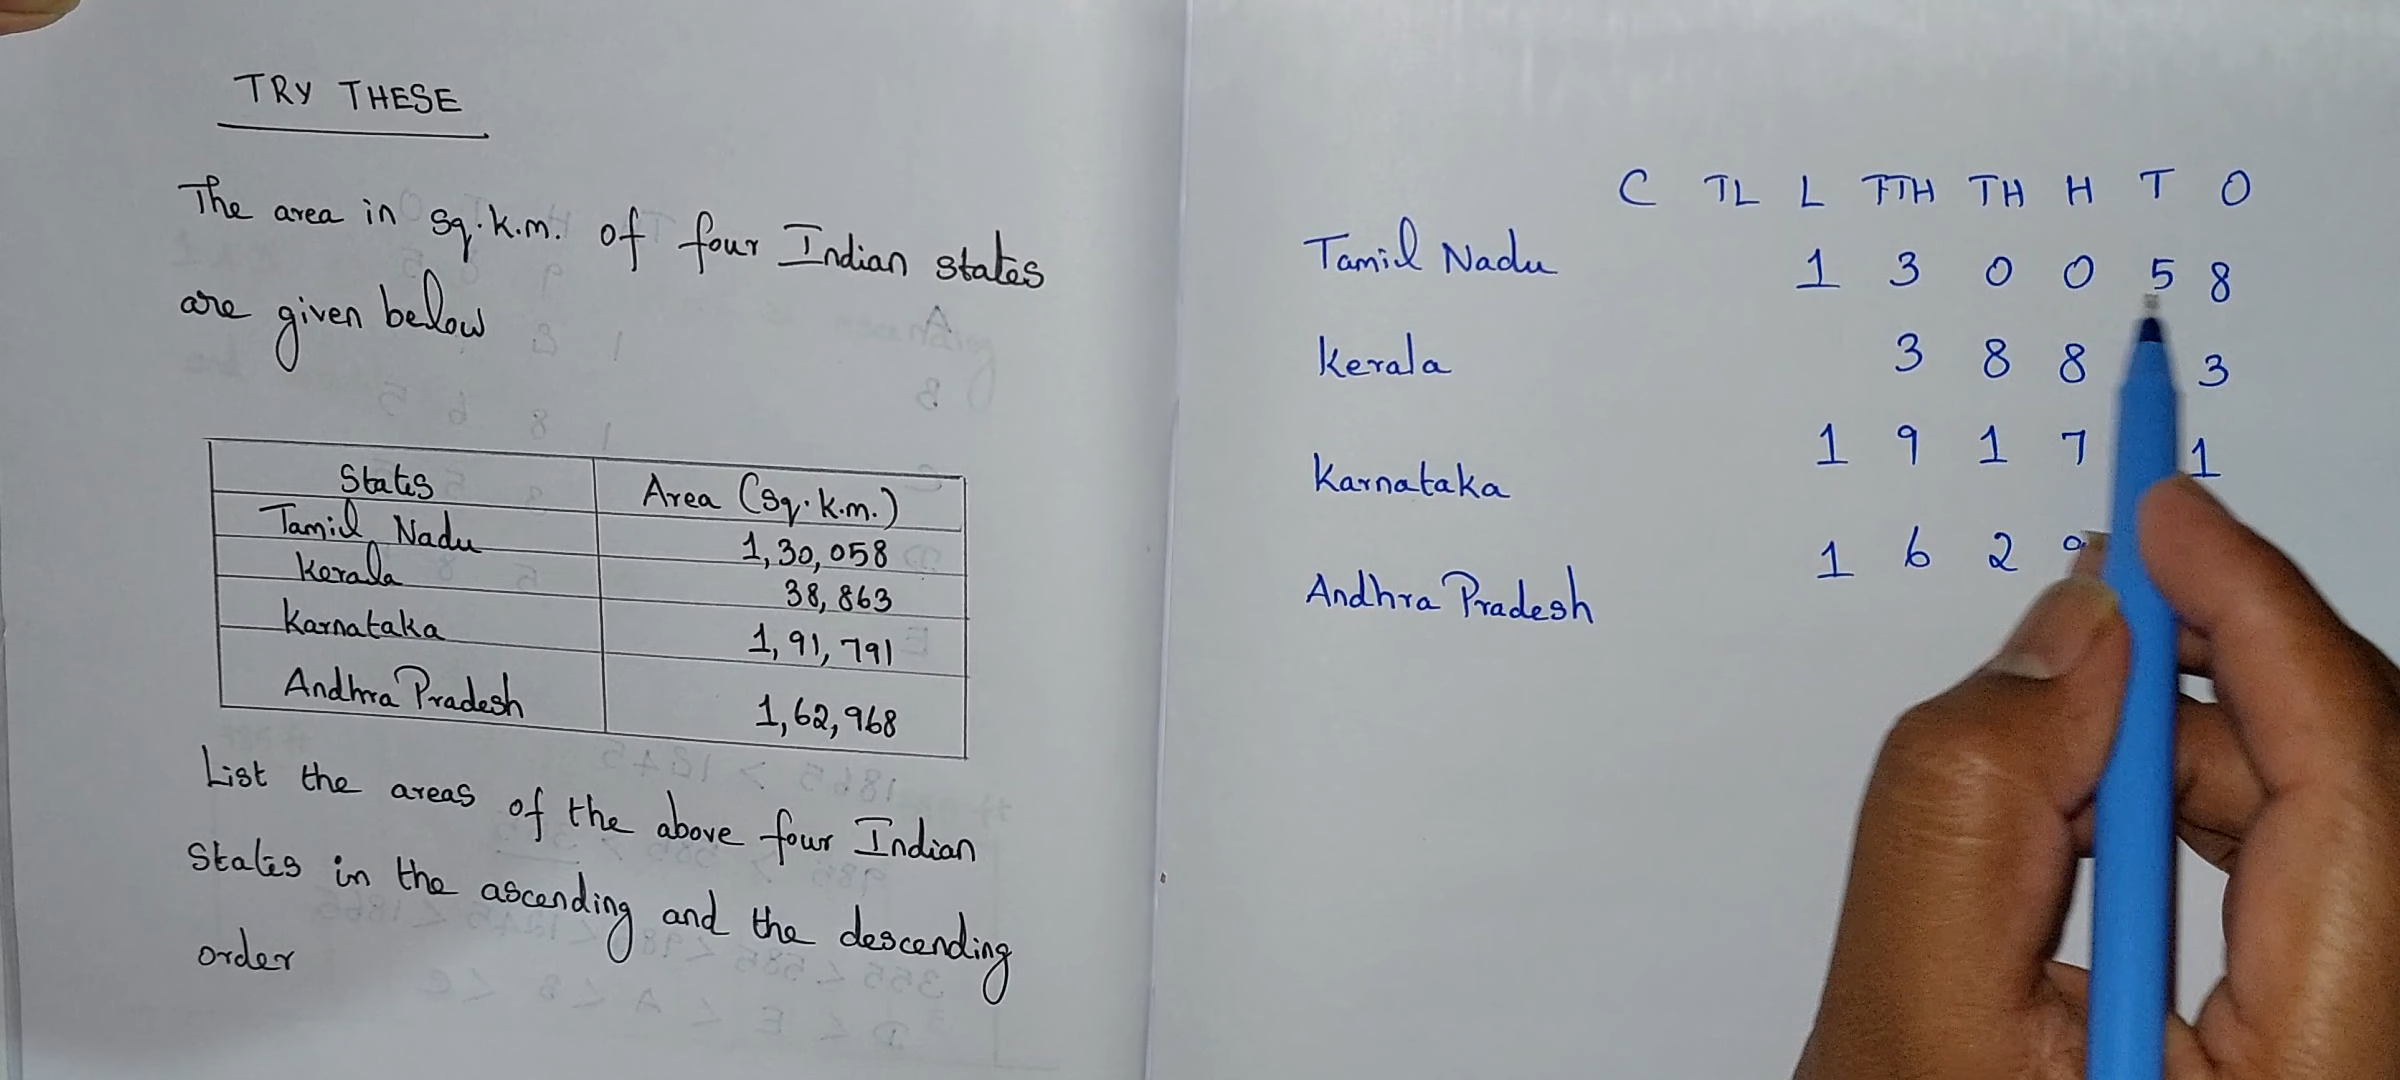 TRY THESE
The area in sq.k.m. of four Indian states
are given below
States Area (sq.k.m.)
Tamil Nadu 1,30,058
Kerala 38,863
Karnataka 1,91,791
Andhra Pradesh 1,62,968
List the areas of the above four Indian
States in the ascending and the descending
order
C TL L TTH TH H T O
Tamil Nadu 1 3 0 0 5 8
Kerala 3 8 8 3
Karnataka 1 9 1 7 1
Andhra Pradesh 1 6 2